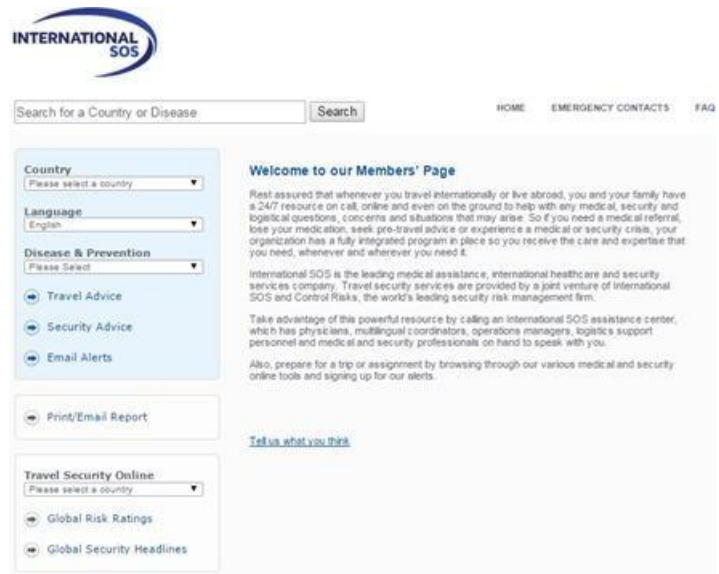 INTERNATIONAL
SOS
Search for a Country or Disease
Search
HOME
EMERGENCY CONTACTS
FAQ
Country
Please select a country
Language
English
Disease & Prevention
Please Select
Travel Advice
Security Advice
Email Alerts
Print/Email Report
Travel Security Online
Please select a country
Global Risk Ratings
Global Security Headlines
Welcome to our Members' Page
Rest assured that whenever you travel internationally or live abroad, you and your family have
a 24/7 resource on call, online and even on the ground to help with any medical, security and
logistical questions, concerns and situations that may arise. So if you need a medical referral,
lose your medication, seek pre-travel advice or experience a medical or security crisis, your
organization has a fully integrated program in place so you receive the care and expertise that
you need, whenever and wherever you need it.
International SOS is the leading medical assistance, international healthcare and security
services company. Travel security services are provided by a joint venture of International
SOS and Control Risks, the world's leading security risk management firm.
Take advantage of this powerful resource by calling an International SOS assistance center,
which has physicians, multilingual coordinators, operations managers, logistics support
personnel and medical and security professionals on hand to speak with you.
Also, prepare for a trip or assignment by browsing through our various medical and security
online tools and signing up for our alerts.
Tell us what you think